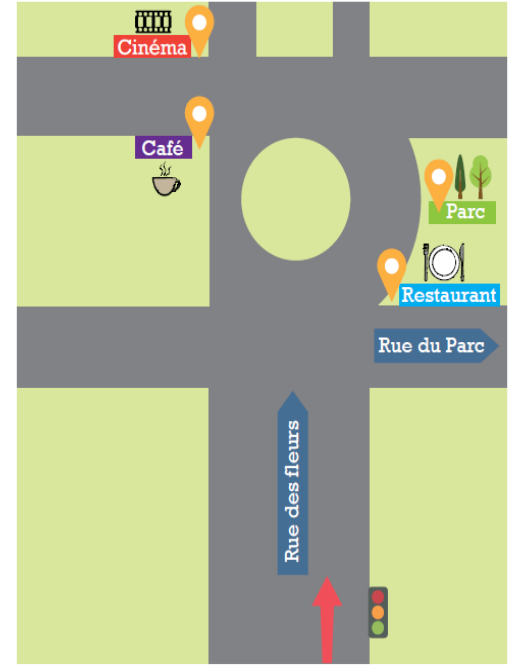 Cinéma
Café
Parc
Restaurant
Rue du Parc
Rue des fleurs